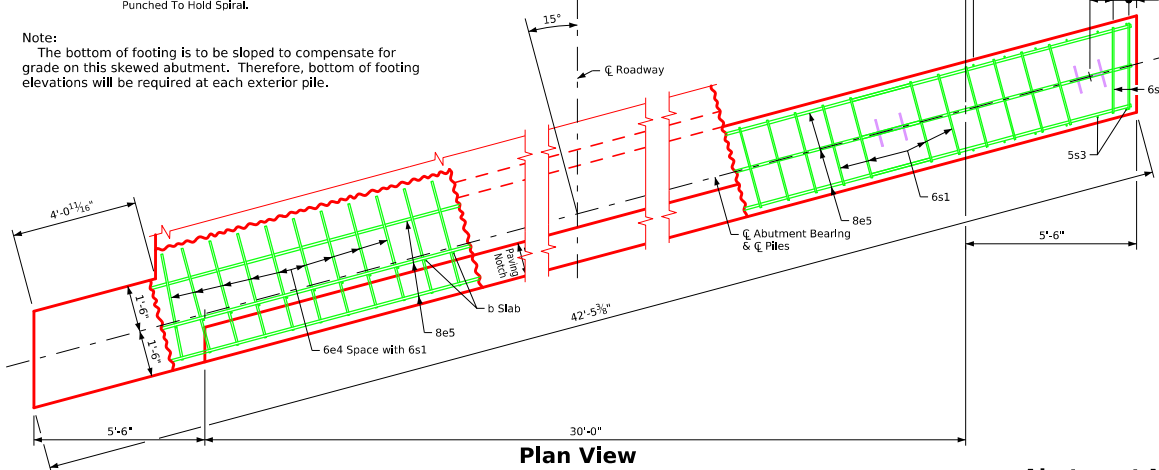 Punched To Hold Spiral.
Note:
The bottom of footing is to be sloped to compensate for
grade on this skewed abutment. Therefore, bottom of footing
elevations will be required at each exterior pile.
15°
℄ Roadway
6s
5s3
6s1
8e5
5'-6"
℄ Abutment Bearing
& ℄ Piles
4'-0 11/16"
1'-6"
1'-6"
Paving
Notch
b Slab
8e5
6e4 Space with 6s1
42'-5⅜"
5'-6"
30'-0"
Plan View